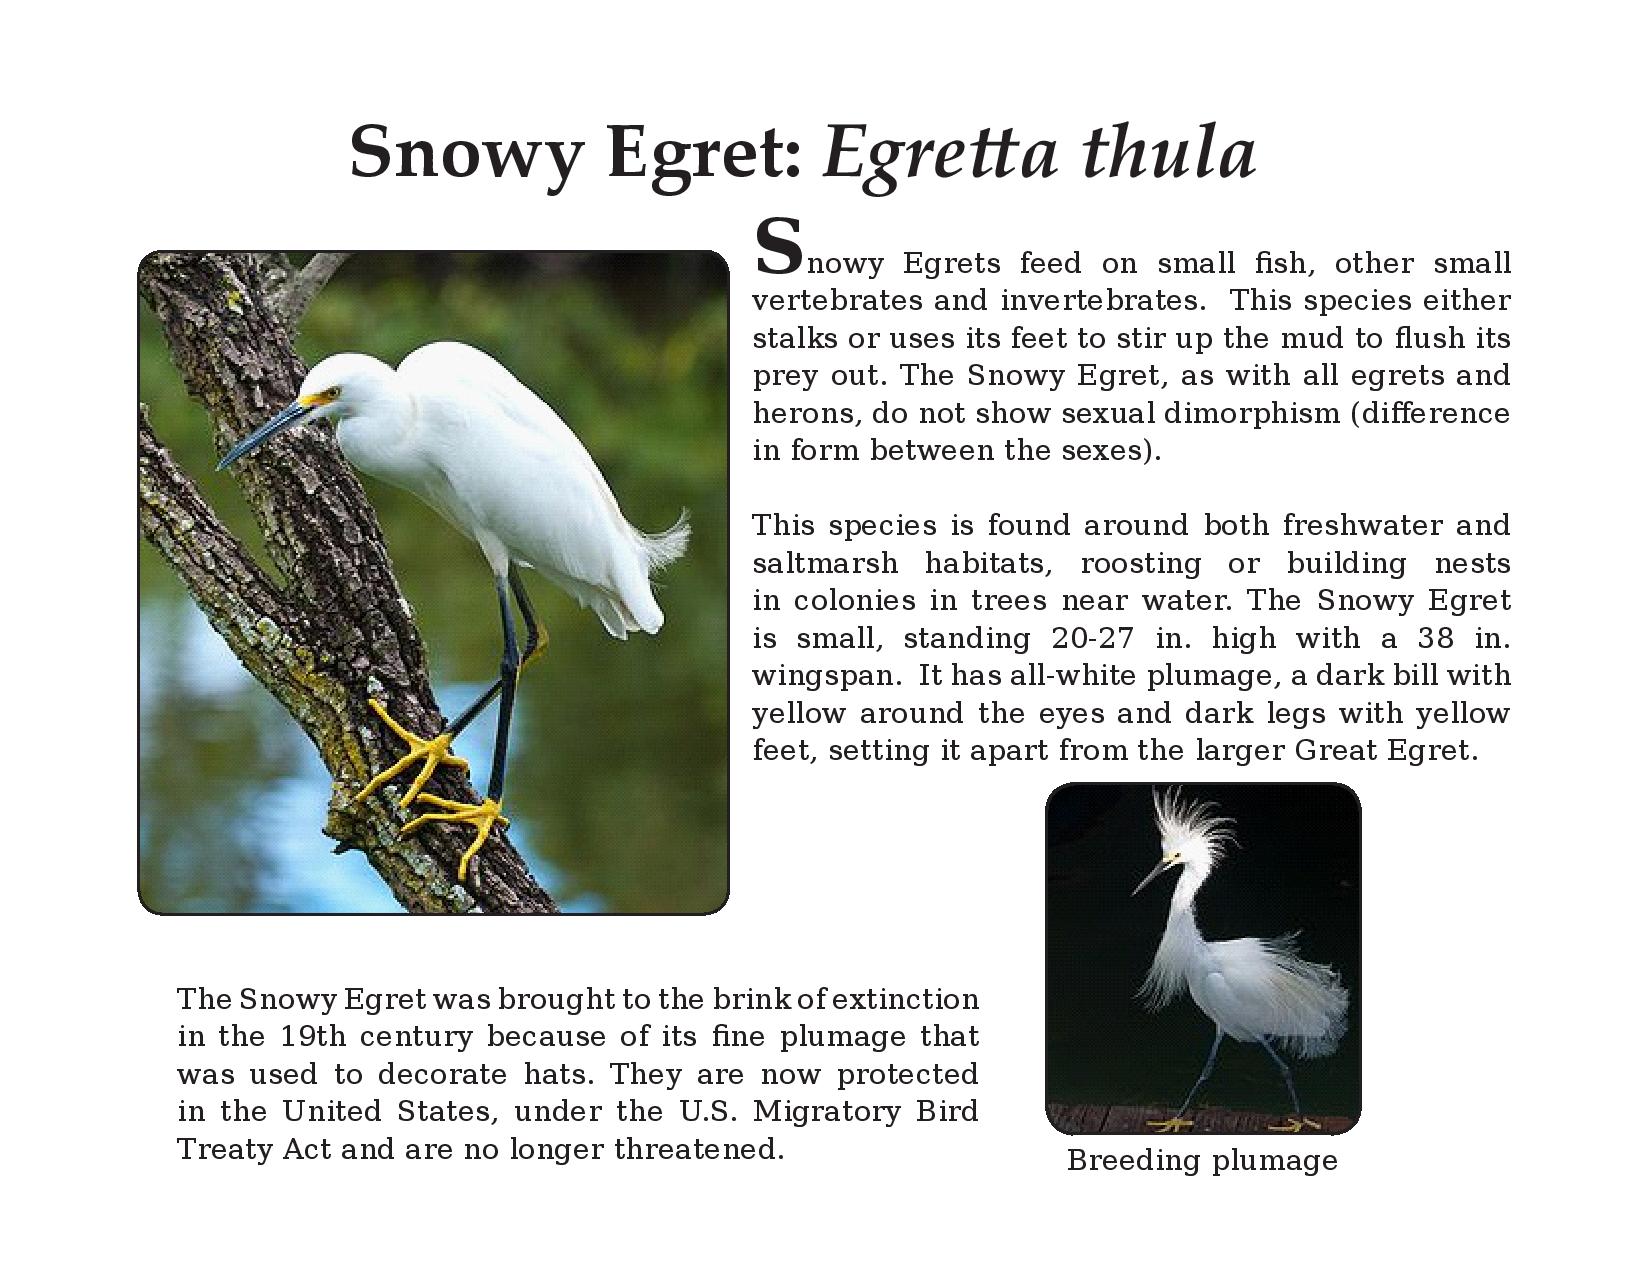 Snowy Egret: Egretta thula
Snowy Egrets feed on small fish, other small
vertebrates and invertebrates.  This species either
stalks or uses its feet to stir up the mud to flush its
prey out. The Snowy Egret, as with all egrets and
herons, do not show sexual dimorphism (difference
in form between the sexes).
This species is found around both freshwater and
saltmarsh habitats, roosting or building nests
in colonies in trees near water. The Snowy Egret
is small, standing 20-27 in. high with a 38 in.
wingspan.  It has all-white plumage, a dark bill with
yellow around the eyes and dark legs with yellow
feet, setting it apart from the larger Great Egret.
The Snowy Egret was brought to the brink of extinction
in the 19th century because of its fine plumage that
was used to decorate hats. They are now protected
in the United States, under the U.S. Migratory Bird
Treaty Act and are no longer threatened.
Breeding plumage